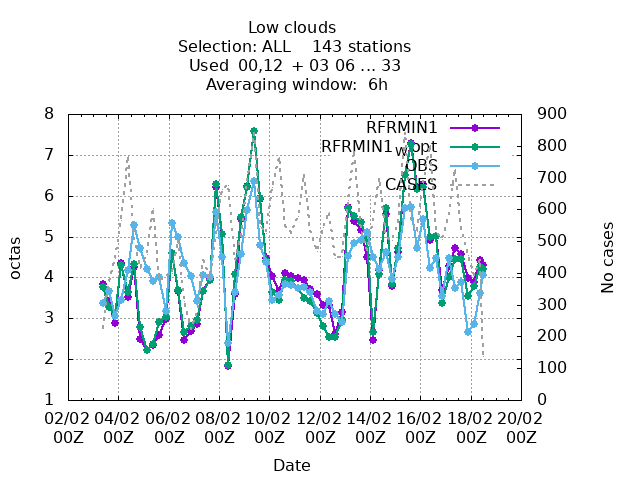 Low clouds
Selection: ALL    143 stations
Used  00,12  + 03 06 ... 33
Averaging window:  6h
RFRMIN1
RFRMIN1wopt
OBS
CASES
octas
8
7
6
5
4
3
2
1
No cases
900
800
700
600
500
400
300
200
100
0
02/02 04/02 06/02 08/02 10/02 12/02 14/02 16/02 18/02 20/02
00Z 00Z 00Z 00Z 00Z 00Z 00Z 00Z 00Z 00Z
Date